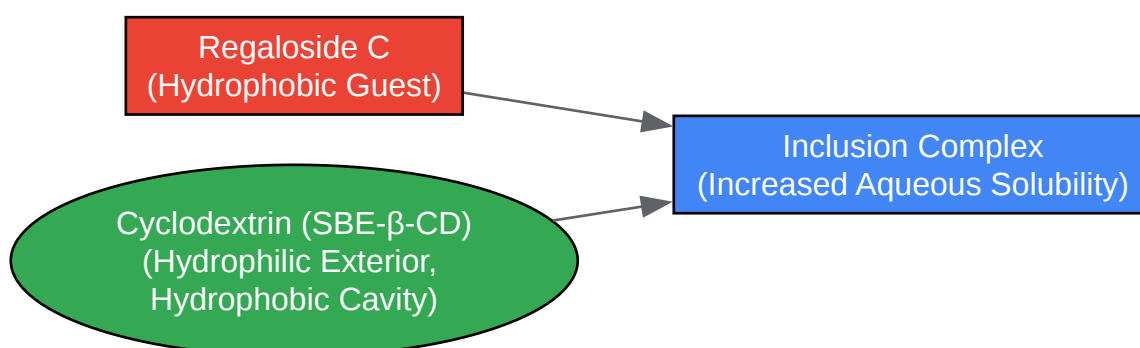 Regaloside C
(Hydrophobic Guest)
Inclusion Complex
(Increased Aqueous Solubility)
Cyclodextrin (SBE-β-CD)
(Hydrophilic Exterior,
Hydrophobic Cavity)